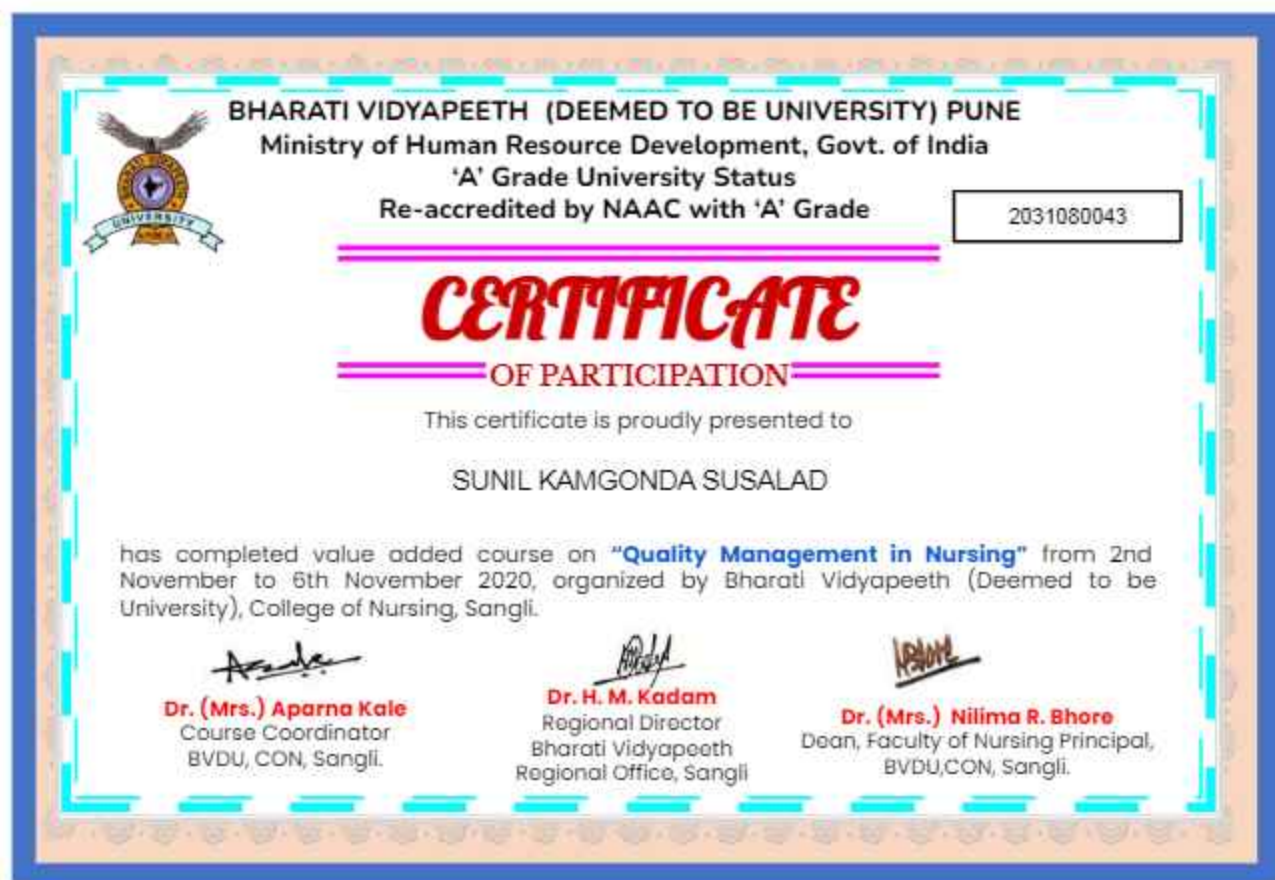 BHARATI VIDYAPEETH (DEEMED TO BE UNIVERSITY) PUNE
Ministry of Human Resource Development, Govt. of India
‘A’ Grade University Status
Re-accredited by NAAC with ‘A’ Grade
2031080043
BHARATI VIDYAPEETH
UNIVERSITY
CERTIFICATE
OF PARTICIPATION
This certificate is proudly presented to
SUNIL KAMGONDA SUSALAD
has completed value added course on “Quality Management in Nursing” from 2nd
November to 6th November 2020, organized by Bharati Vidyapeeth (Deemed to be
University), College of Nursing, Sangli.
Dr. (Mrs.) Aparna Kale
Course Coordinator
BVDU, CON, Sangli.
Dr. H. M. Kadam
Regional Director
Bharati Vidyapeeth
Regional Office, Sangli
Dr. (Mrs.) Nilima R. Bhore
Dean, Faculty of Nursing Principal,
BVDU,CON, Sangli.